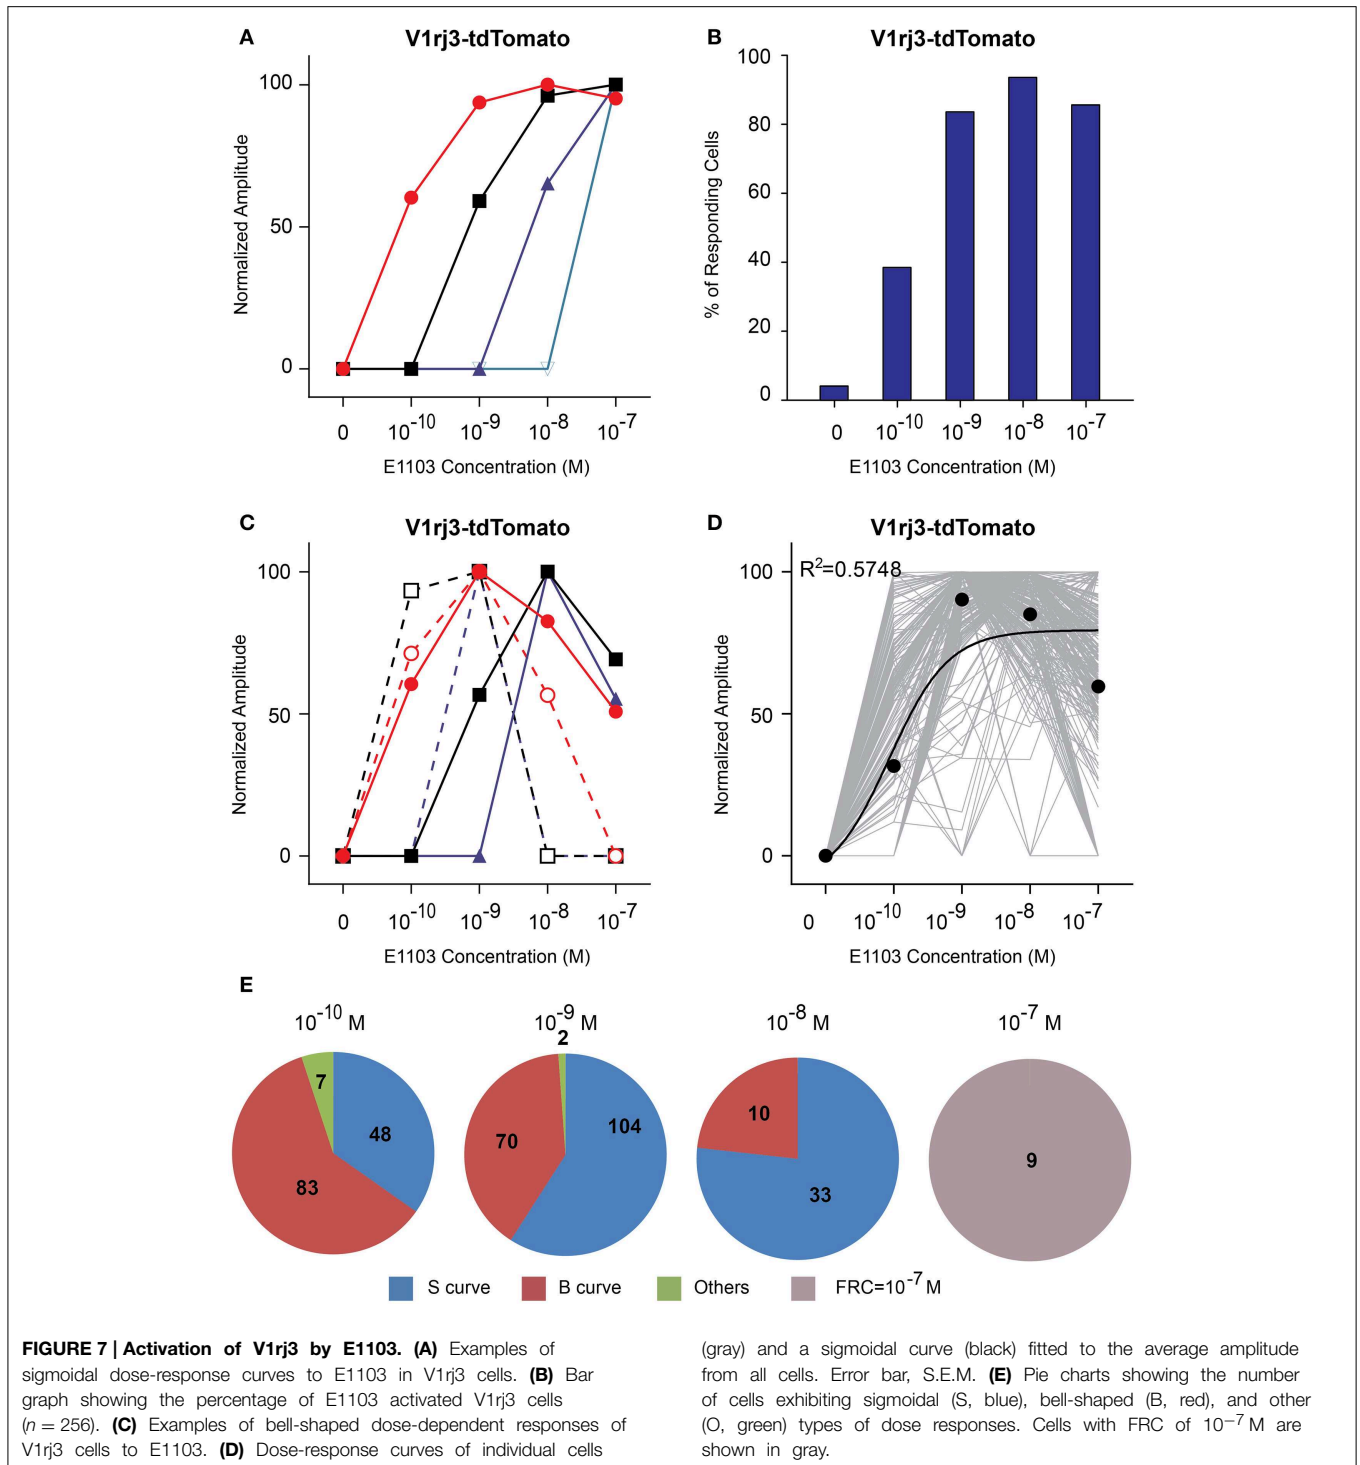 A
V1rj3-tdTomato
100
50
0
Normalized Amplitude
0 10-10 10-9 10-8 10-7
E1103 Concentration (M)
B
V1rj3-tdTomato
100
80
60
40
20
0
% of Responding Cells
0 10-10 10-9 10-8 10-7
E1103 Concentration (M)
C
V1rj3-tdTomato
100
50
0
Normalized Amplitude
0 10-10 10-9 10-8 10-7
E1103 Concentration (M)
D
V1rj3-tdTomato
R2=0.5748
100
50
0
Normalized Amplitude
0 10-10 10-9 10-8 10-7
E1103 Concentration (M)
E
10-10 M
7
48
83
10-9 M
2
70
104
10-8 M
10
33
10-7 M
9
S curve B curve Others FRC=10-7 M
FIGURE 7 | Activation of V1rj3 by E1103. (A) Examples of
sigmoidal dose-response curves to E1103 in V1rj3 cells. (B) Bar
graph showing the percentage of E1103 activated V1rj3 cells
(n = 256). (C) Examples of bell-shaped dose-dependent responses of
V1rj3 cells to E1103. (D) Dose-response curves of individual cells
(gray) and a sigmoidal curve (black) fitted to the average amplitude
from all cells. Error bar, S.E.M. (E) Pie charts showing the number
of cells exhibiting sigmoidal (S, blue), bell-shaped (B, red), and other
(O, green) types of dose responses. Cells with FRC of 10−7 M are
shown in gray.